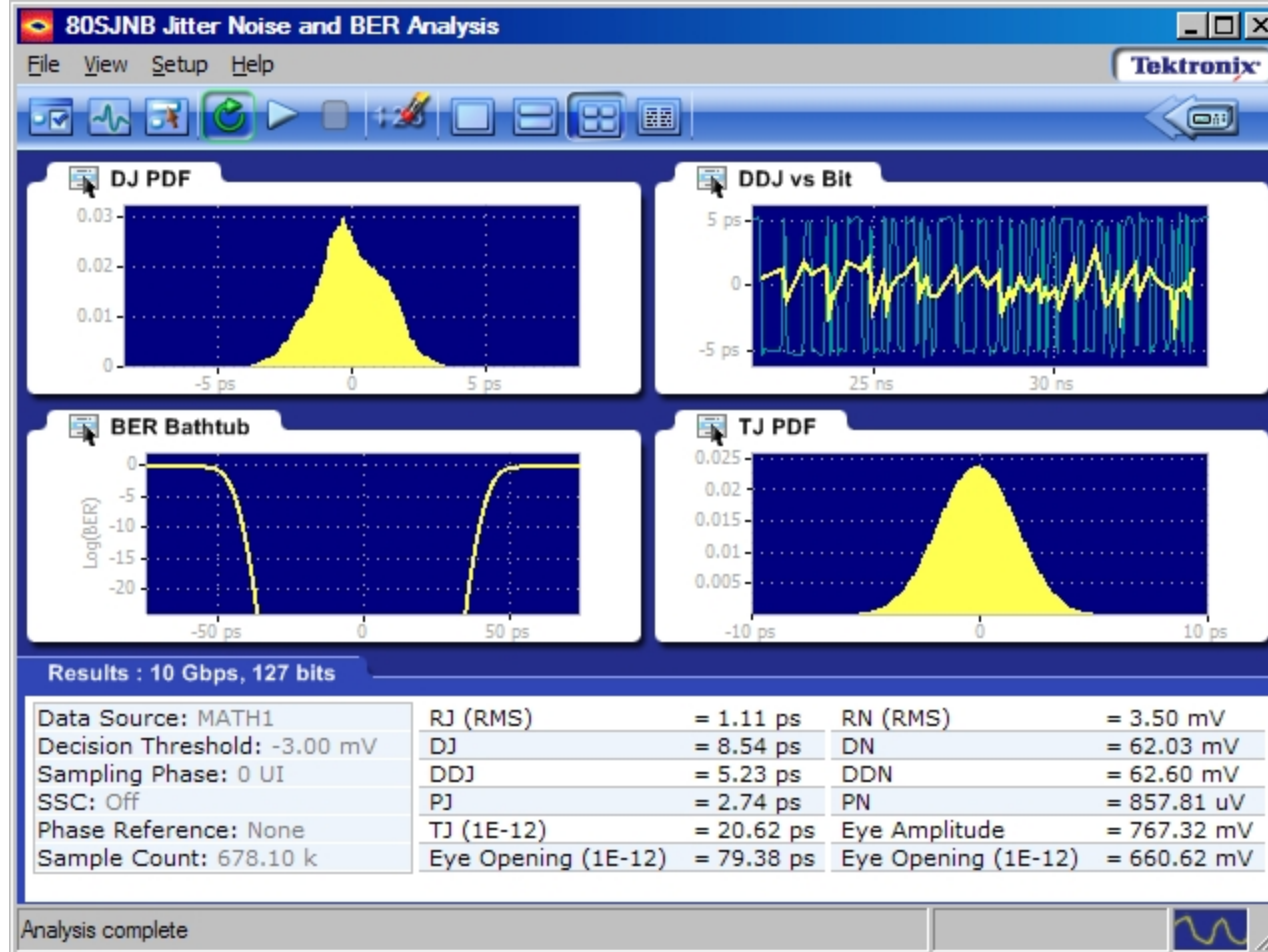 80SJNB Jitter Noise and BER Analysis
File View Setup Help
Tektronix
DJ PDF
0.03
0.02
0.01
0
-5 ps 0 5 ps
DDJ vs Bit
5 ps
0
-5 ps
25 ns 30 ns
BER Bathtub
Log(BER)
0
-5
-10
-15
-20
-50 ps 0 50 ps
TJ PDF
0.025
0.02
0.015
0.01
0.005
-10 ps 0 10 ps
Results : 10 Gbps, 127 bits
Data Source: MATH1
Decision Threshold: -3.00 mV
Sampling Phase: 0 UI
SSC: Off
Phase Reference: None
Sample Count: 678.10 k
RJ (RMS) = 1.11 ps
DJ = 8.54 ps
DDJ = 5.23 ps
PJ = 2.74 ps
TJ (1E-12) = 20.62 ps
Eye Opening (1E-12) = 79.38 ps
RN (RMS) = 3.50 mV
DN = 62.03 mV
DDN = 62.60 mV
PN = 857.81 uV
Eye Amplitude = 767.32 mV
Eye Opening (1E-12) = 660.62 mV
Analysis complete